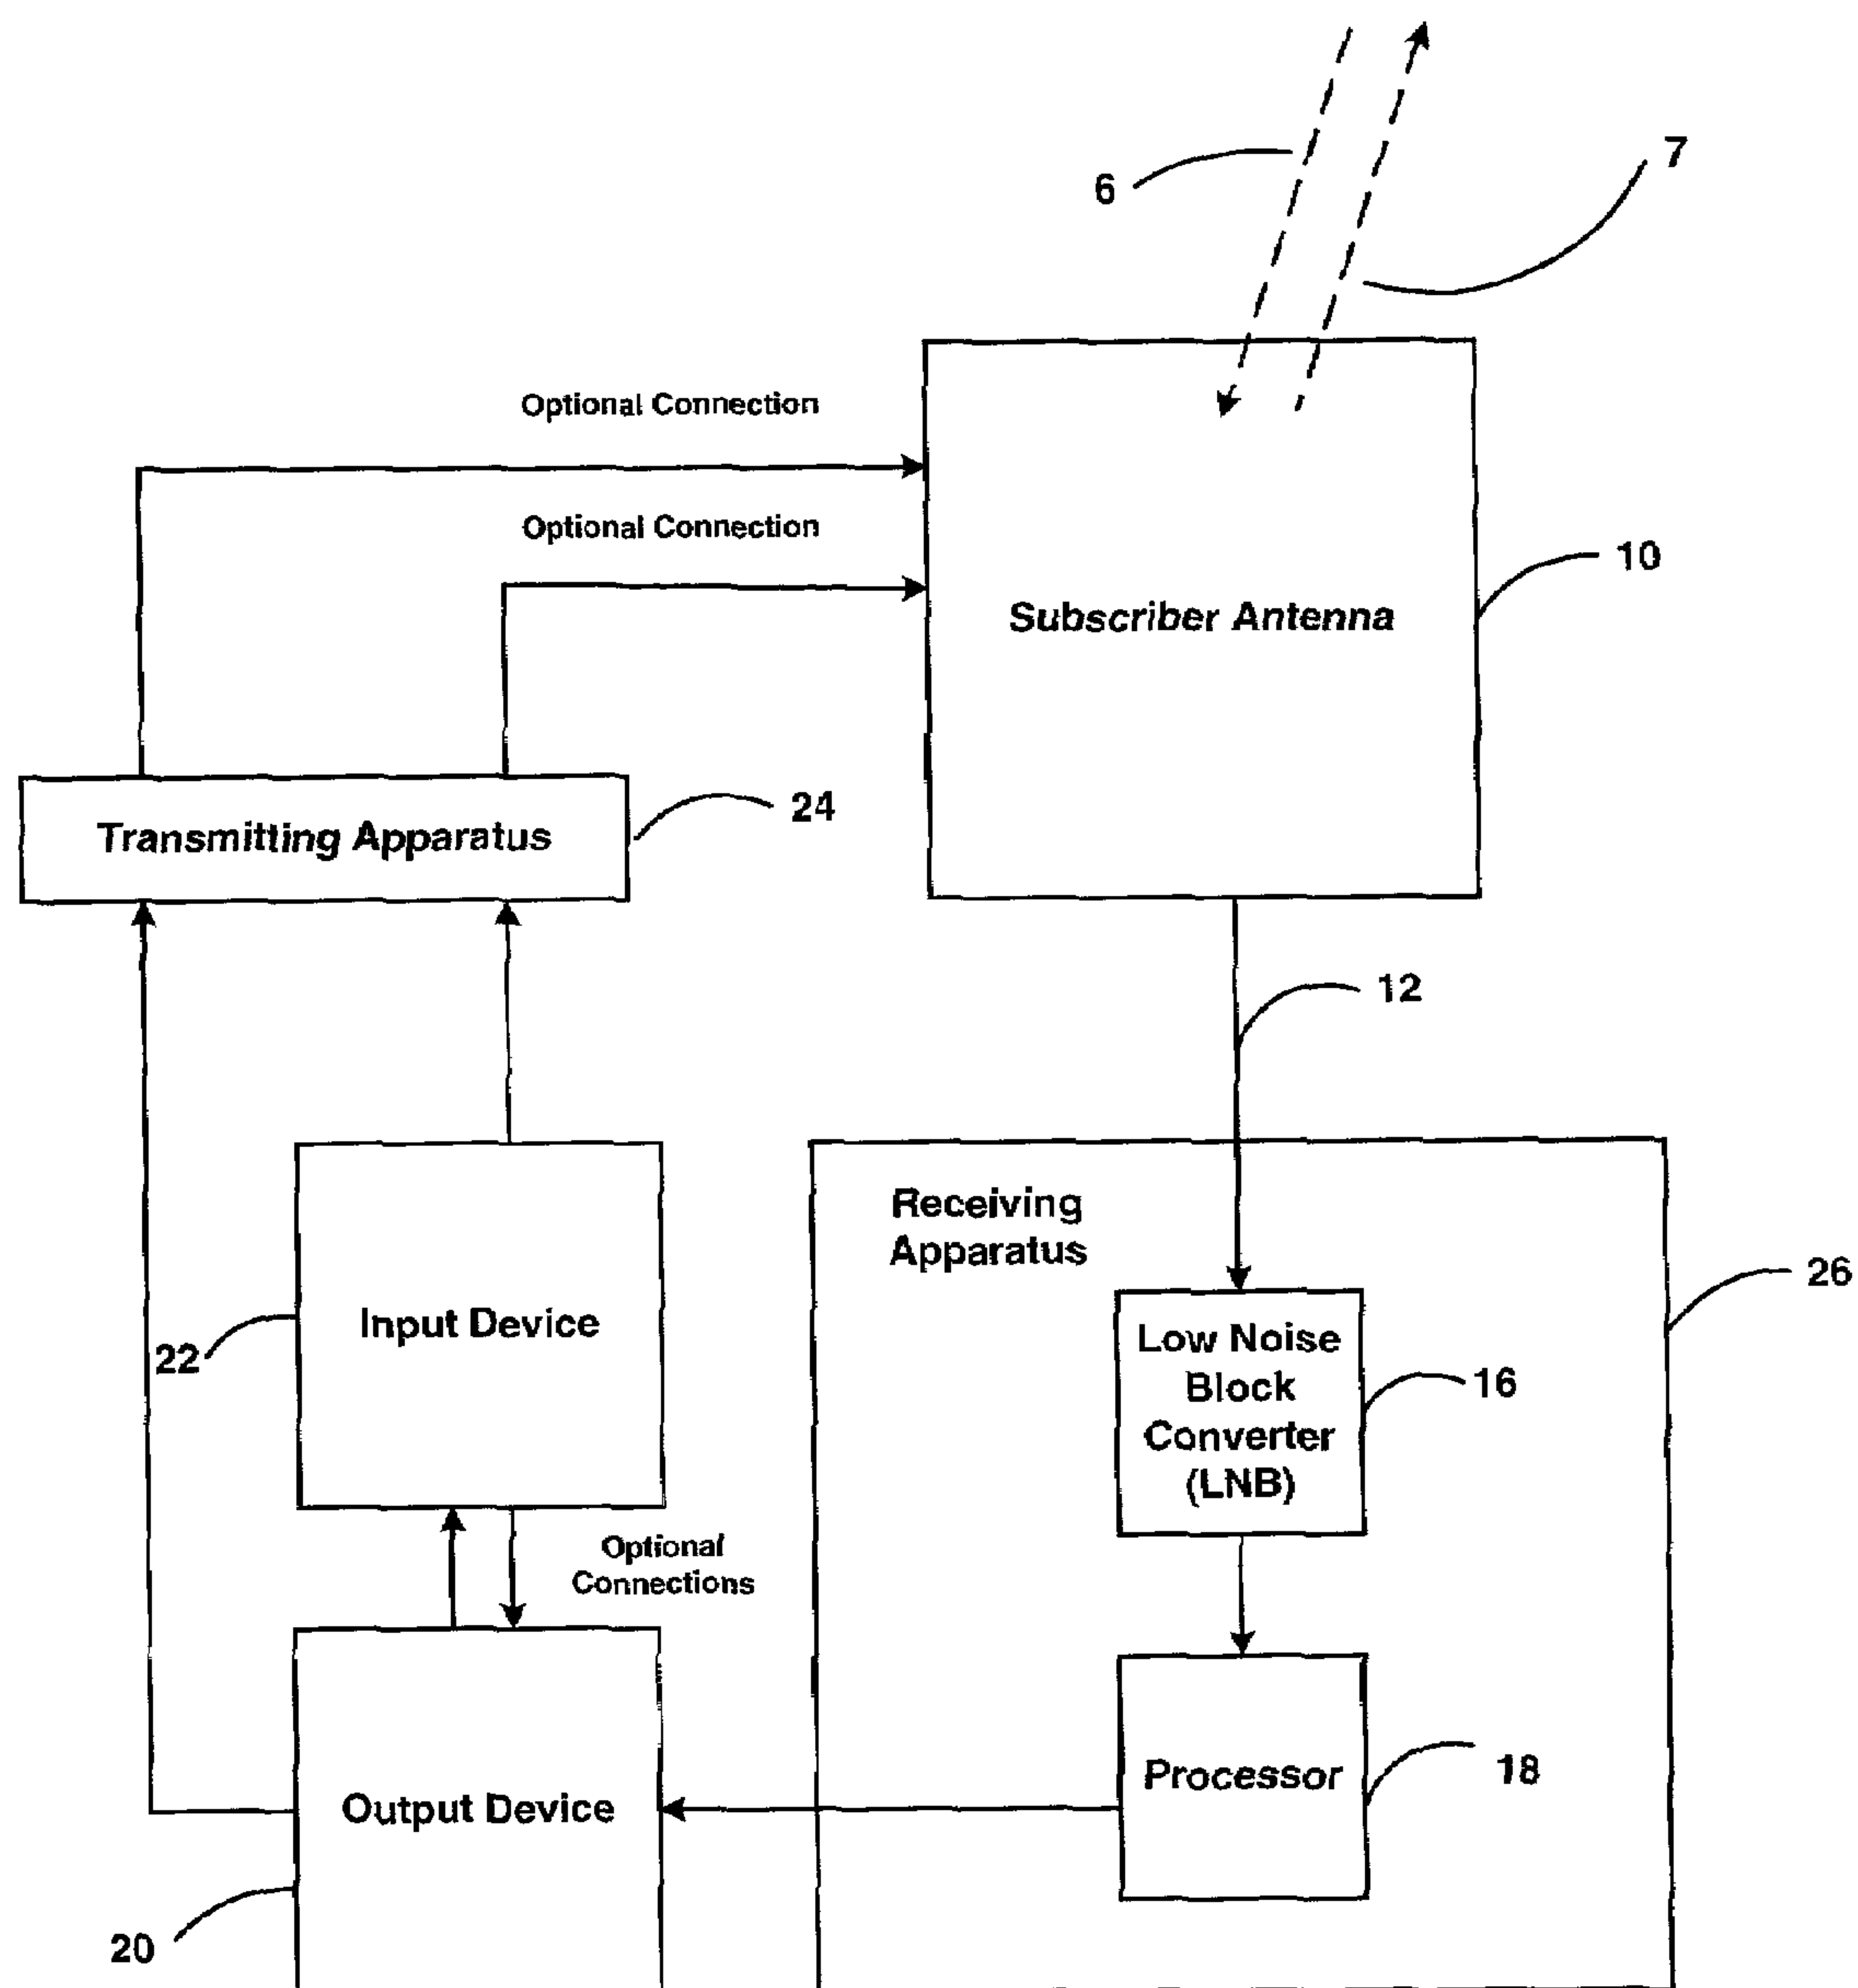 6
7
Optional Connection
Optional Connection
10
Subscriber Antenna
24
Transmitting Apparatus
12
Receiving
Apparatus
26
Input Device
22
Low Noise
Block
Converter
(LNB)
16
Optional
Connections
Processor
18
Output Device
20